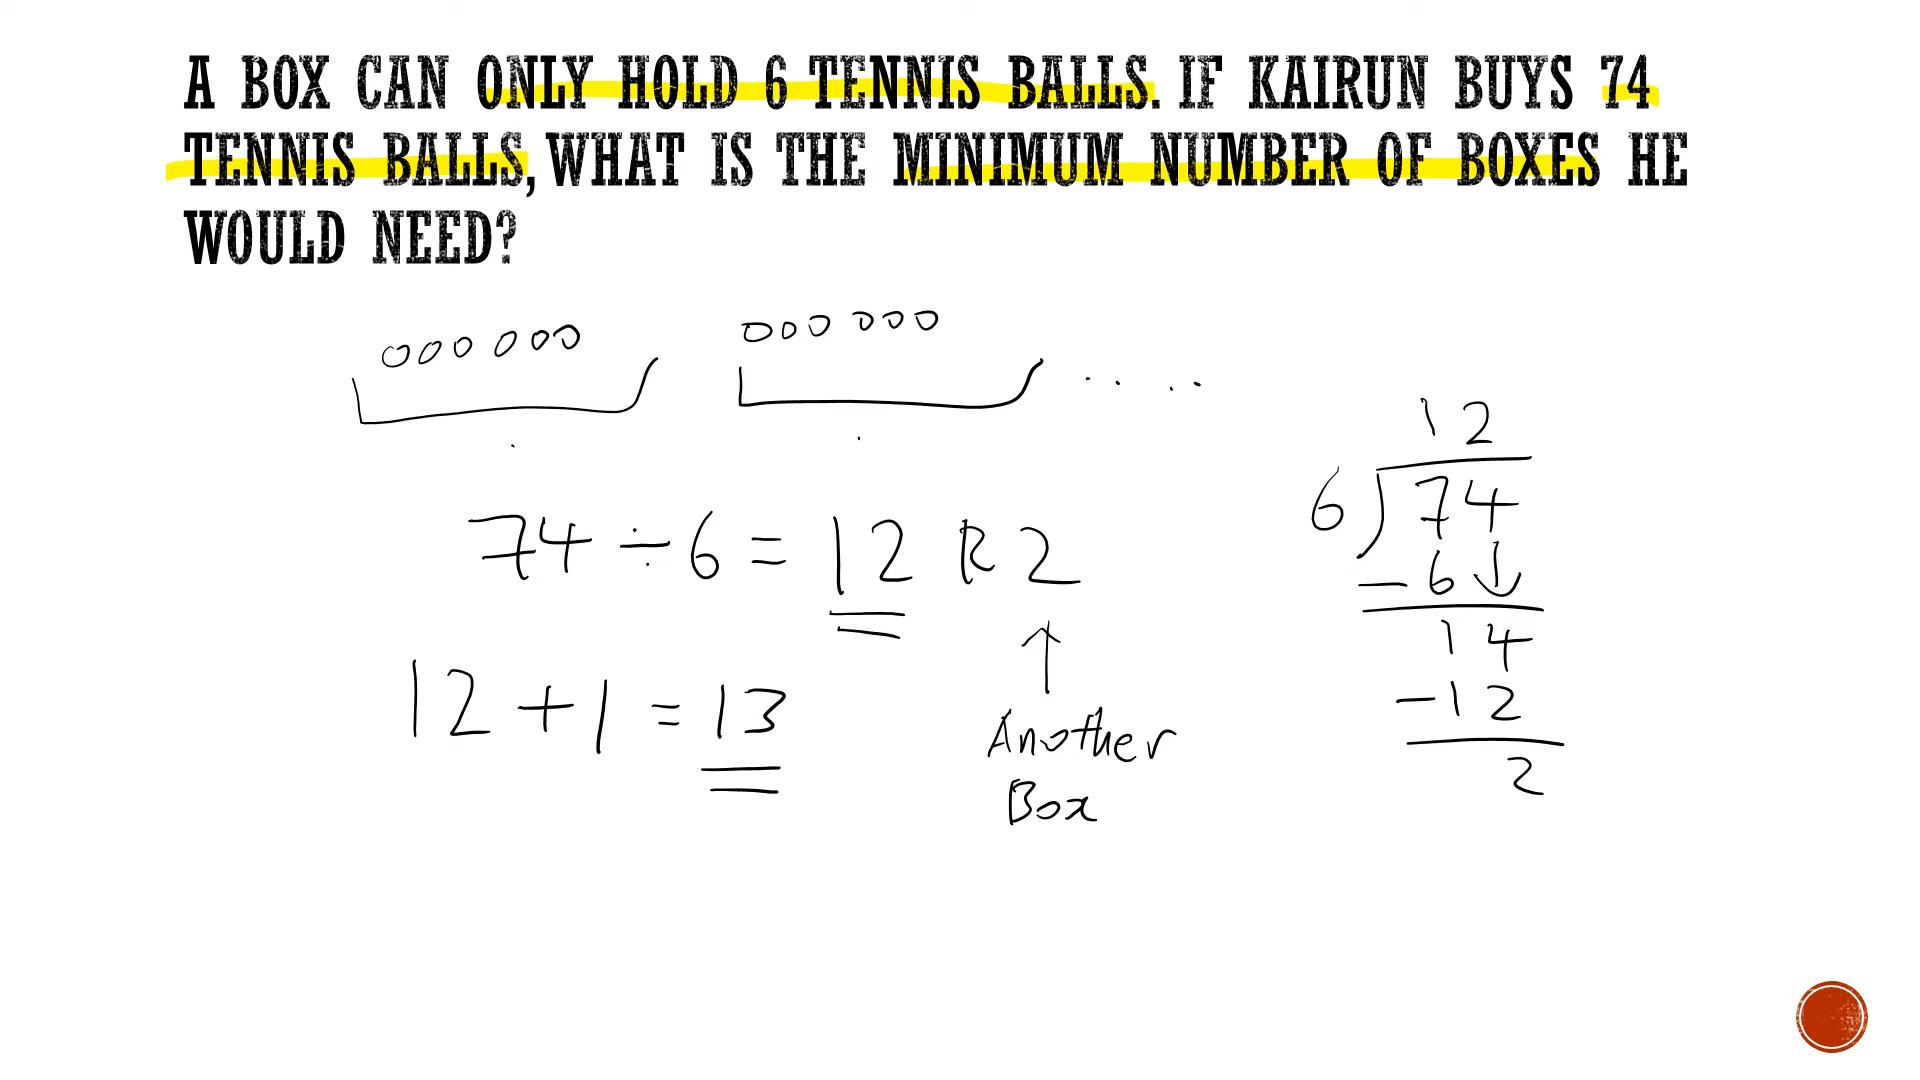 A BOX CAN ONLY HOLD 6 TENNIS BALLS. IF KAIRUN BUYS 74
TENNIS BALLS, WHAT IS THE MINIMUM NUMBER OF BOXES HE
WOULD NEED?
74 ÷ 6 = 12 R 2
12 + 1 = 13
Another
Box
12
6 74
- 6 ↓
14
- 12
2